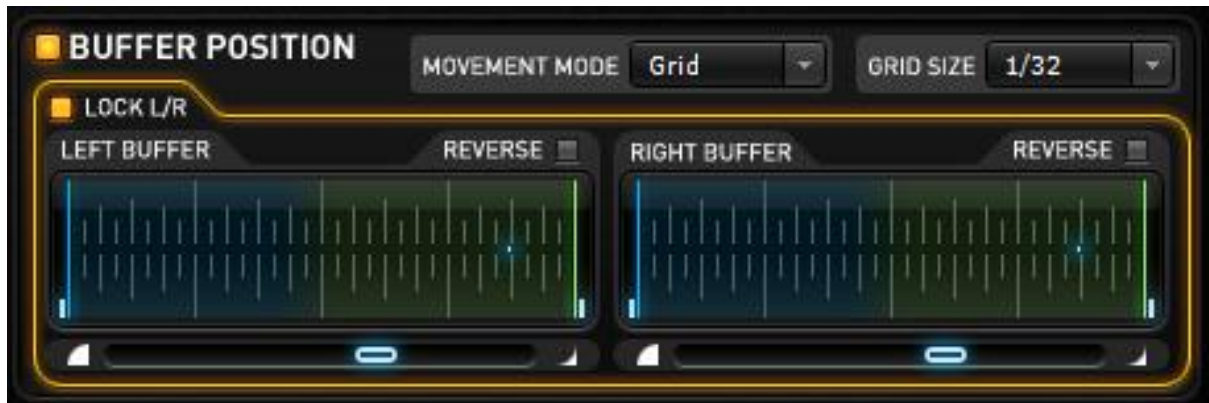 BUFFER POSITION
MOVEMENT MODE Grid
GRID SIZE 1/32
LOCK L/R
LEFT BUFFER
REVERSE
RIGHT BUFFER
REVERSE